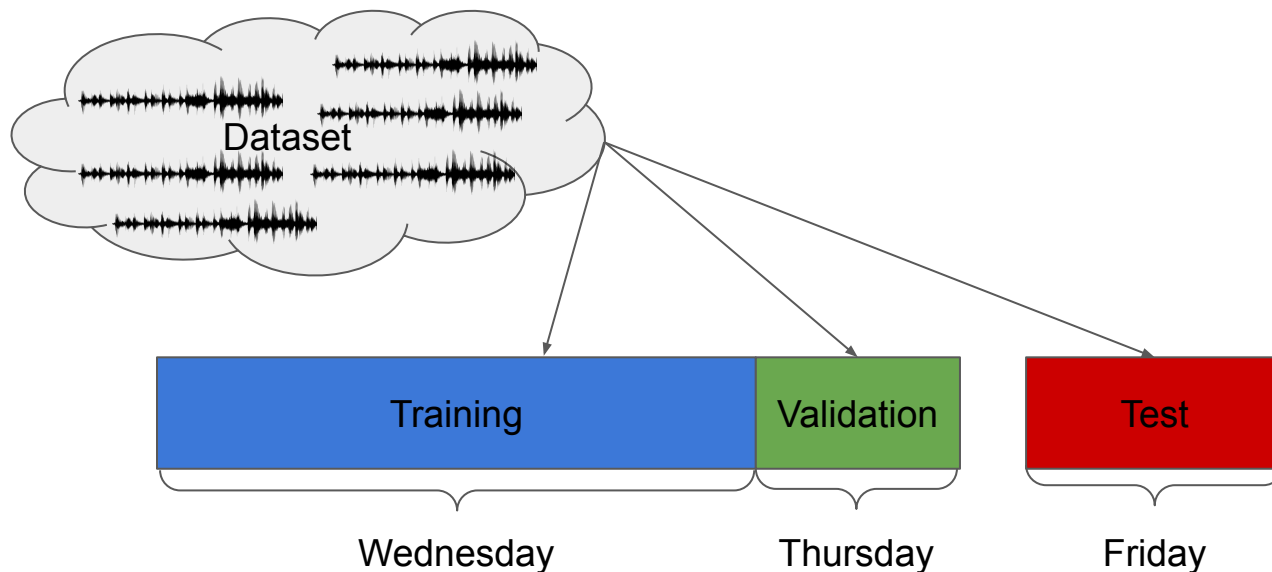 Dataset
Training
Validation
Test
Wednesday
Thursday
Friday